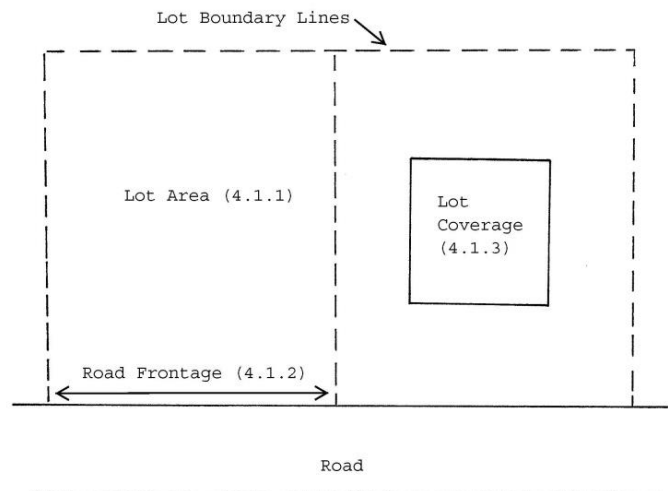 Lot Boundary Lines
Lot Area (4.1.1)
Lot
Coverage
(4.1.3)
Road Frontage (4.1.2)
Road